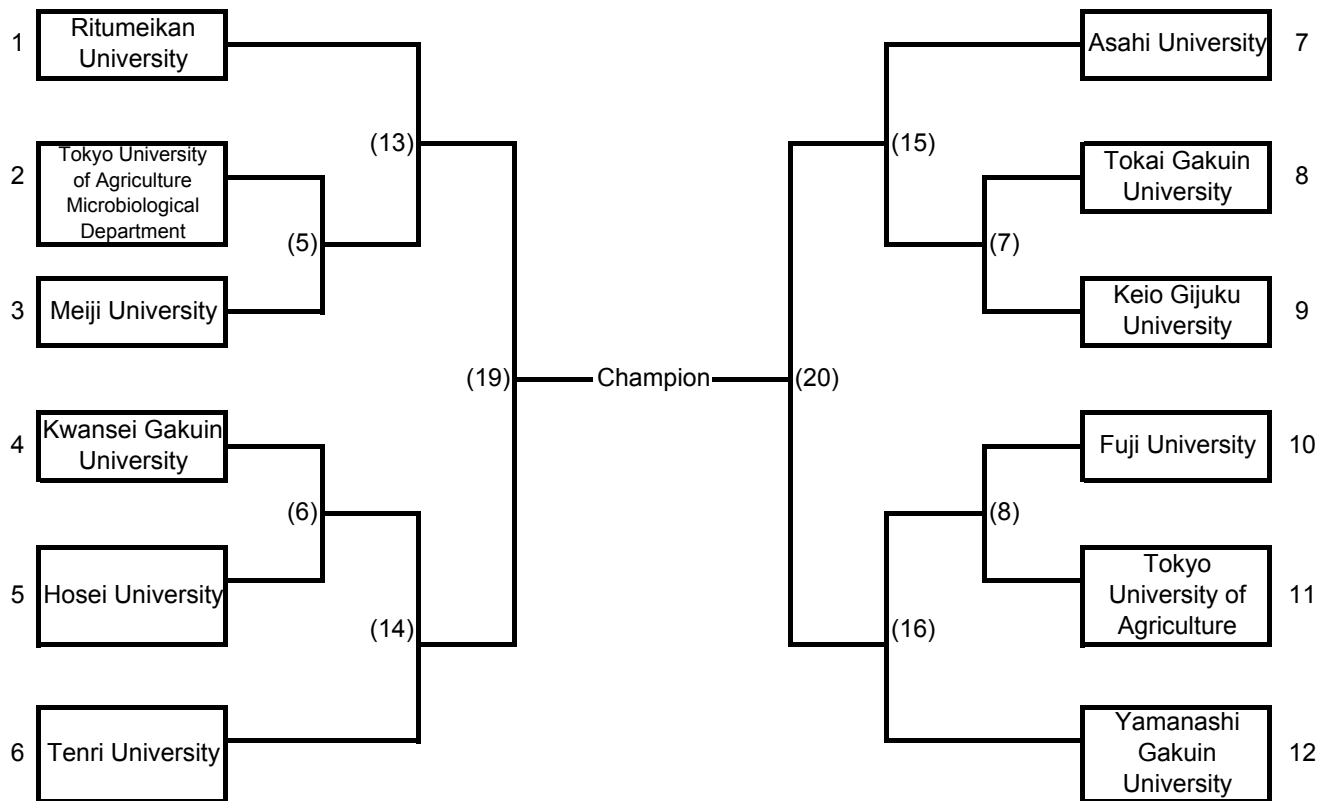 1
Ritumeikan
University
2
Tokyo University
of Agriculture
Microbiological
Department
3
Meiji University
4
Kwansei Gakuin
University
5
Hosei University
6
Tenri University
(13)
(5)
(6)
(14)
(19)
Champion
(20)
(15)
(7)
(8)
(16)
Asahi University
7
Tokai Gakuin
University
8
Keio Gijuku
University
9
Fuji University
10
Tokyo
University of
Agriculture
11
Yamanashi
Gakuin
University
12